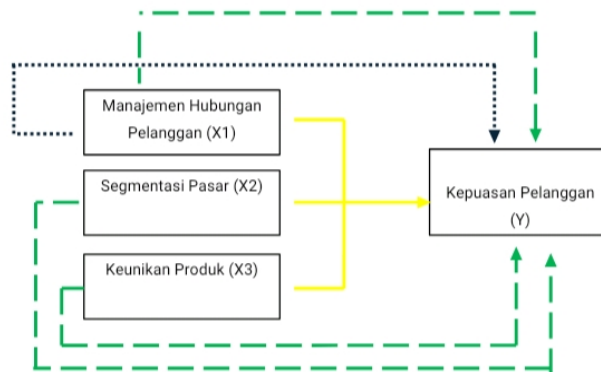 Manajemen Hubungan
Pelanggan (X1)
Segmentasi Pasar (X2)
Kepuasan Pelanggan
(Y)
Keunikan Produk (X3)